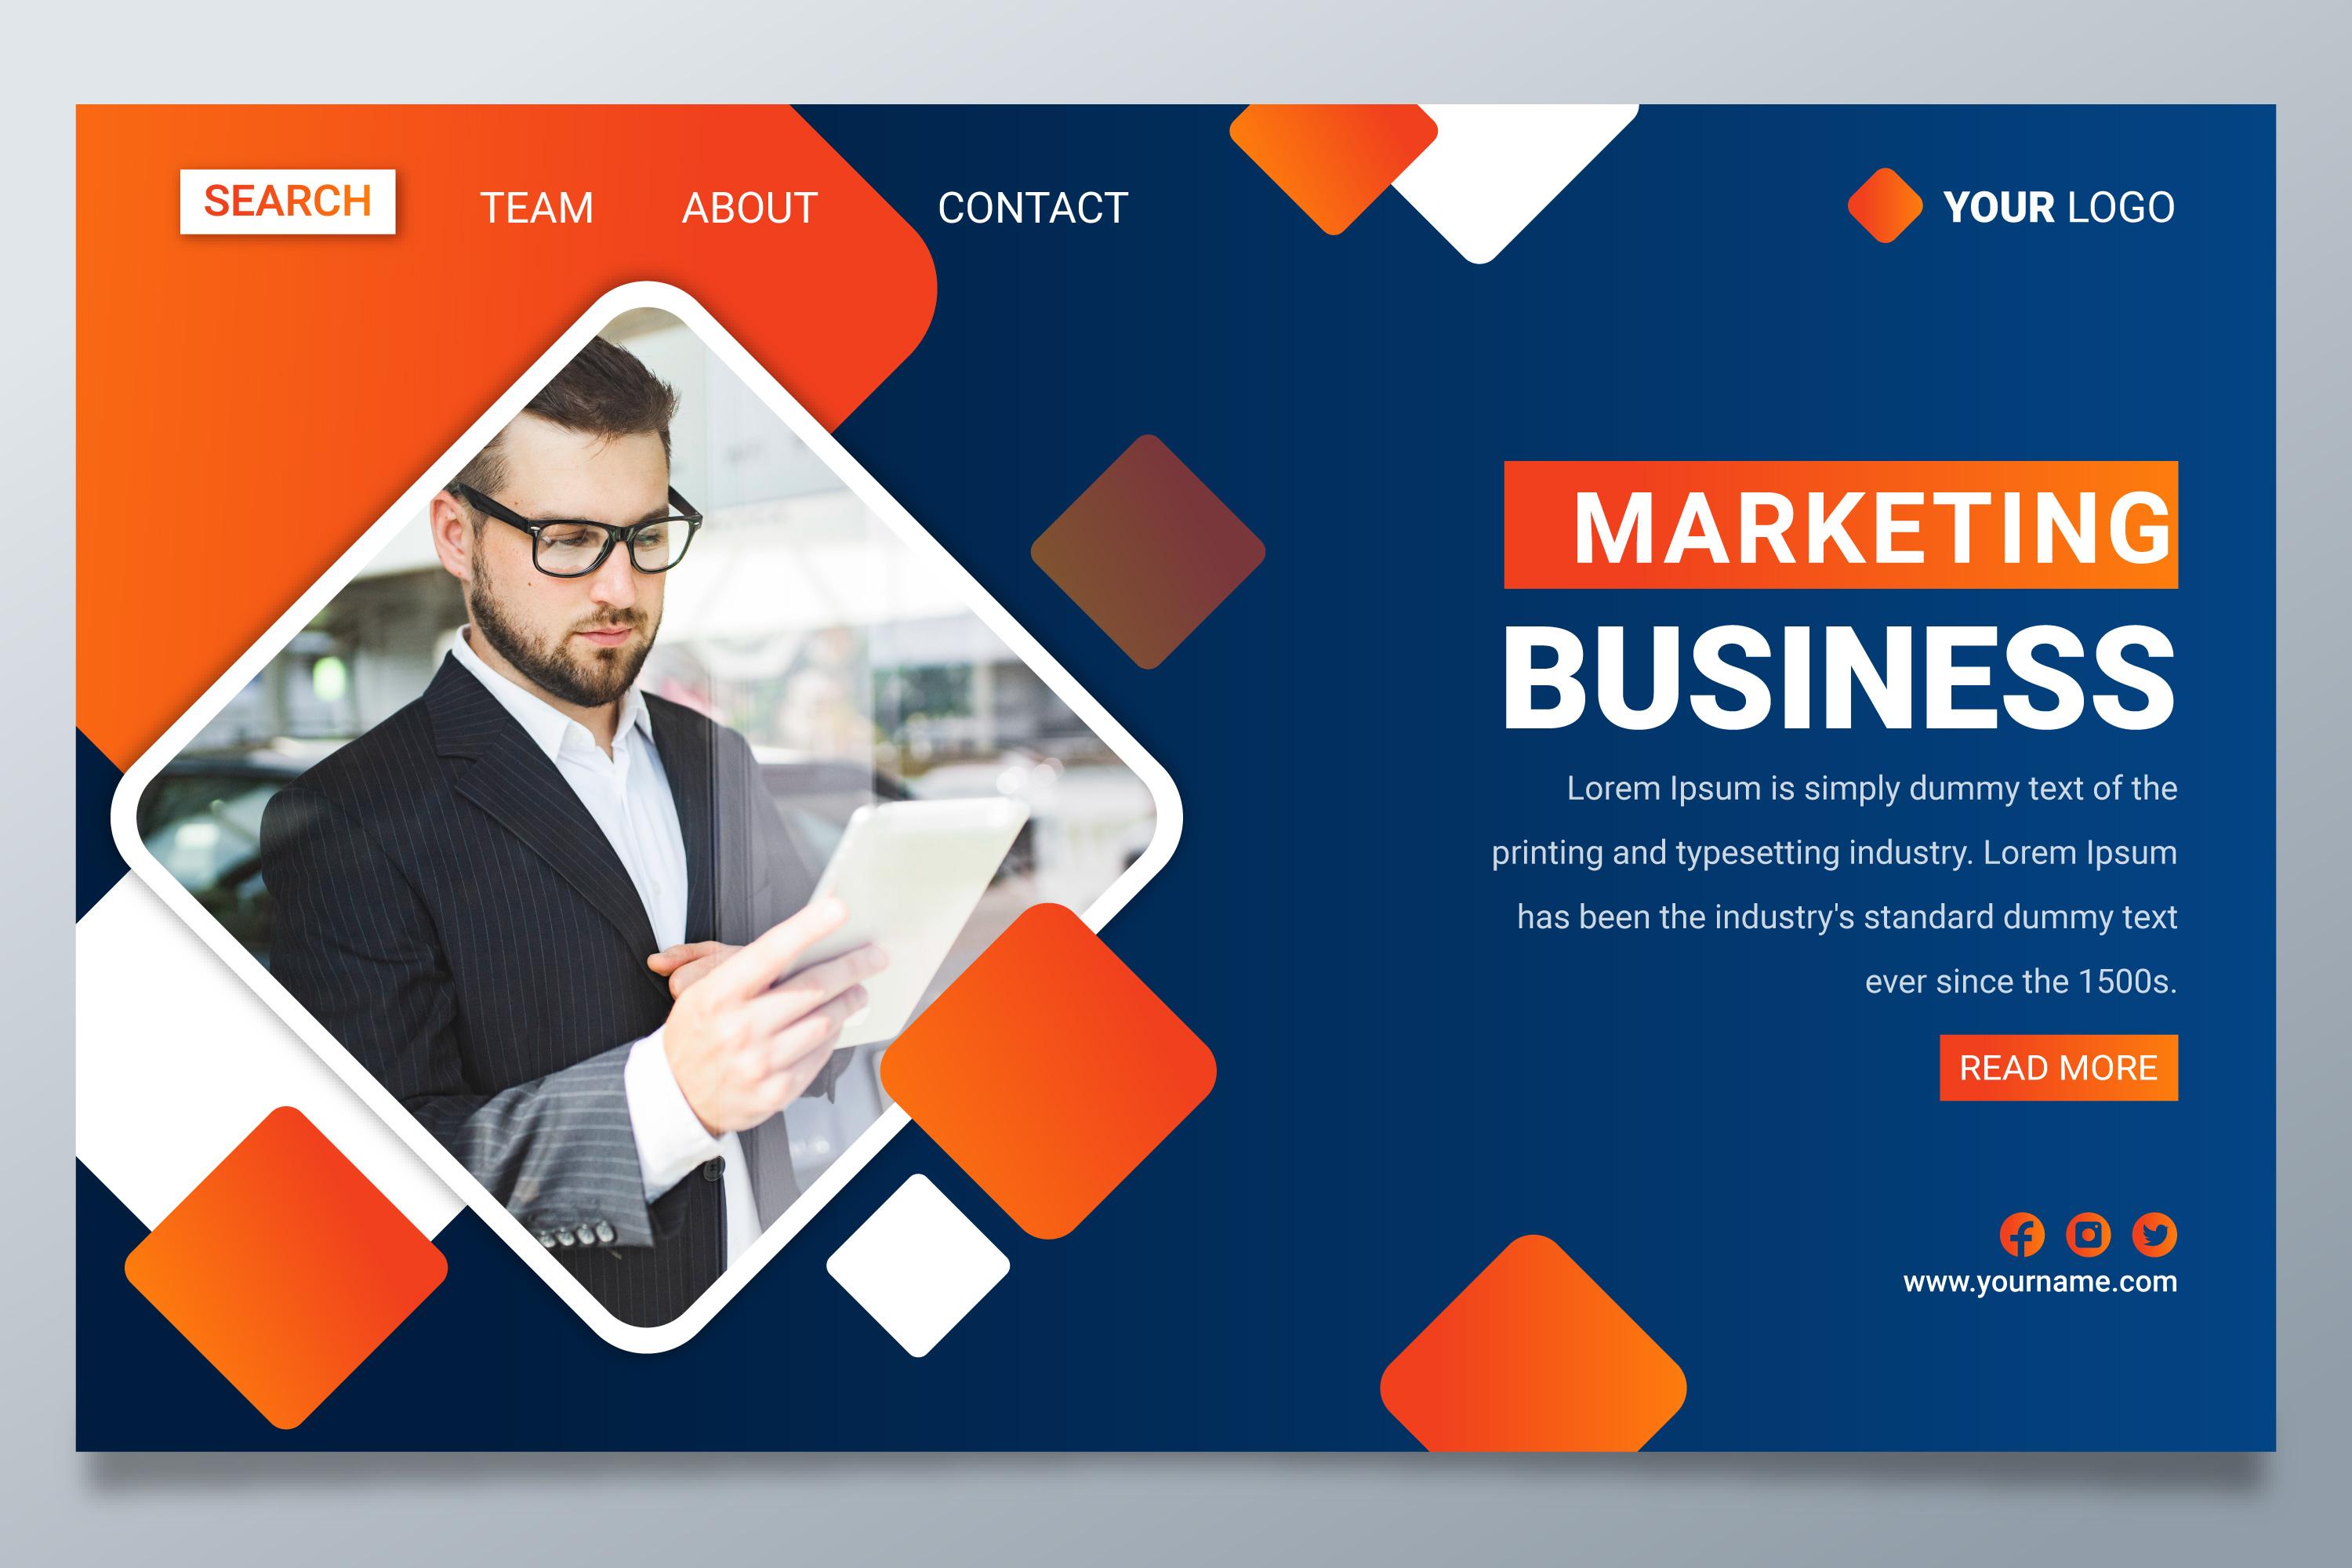 SEARCH TEAM ABOUT CONTACT YOUR LOGO
MARKETING
BUSINESS
Lorem Ipsum is simply dummy text of the
printing and typesetting industry. Lorem Ipsum
has been the industry's standard dummy text
ever since the 1500s.
READ MORE
www.yourname.com